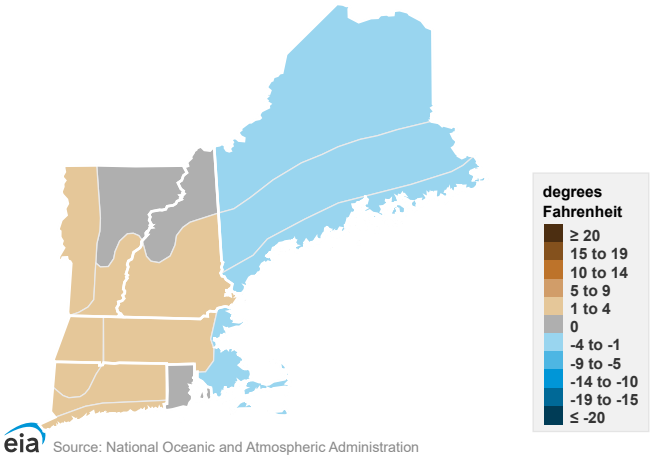 degrees
Fahrenheit
≥ 20
15 to 19
10 to 14
5 to 9
1 to 4
0
-4 to -1
-9 to -5
-14 to -10
-19 to -15
≤ -20
eia
Source: National Oceanic and Atmospheric Administration